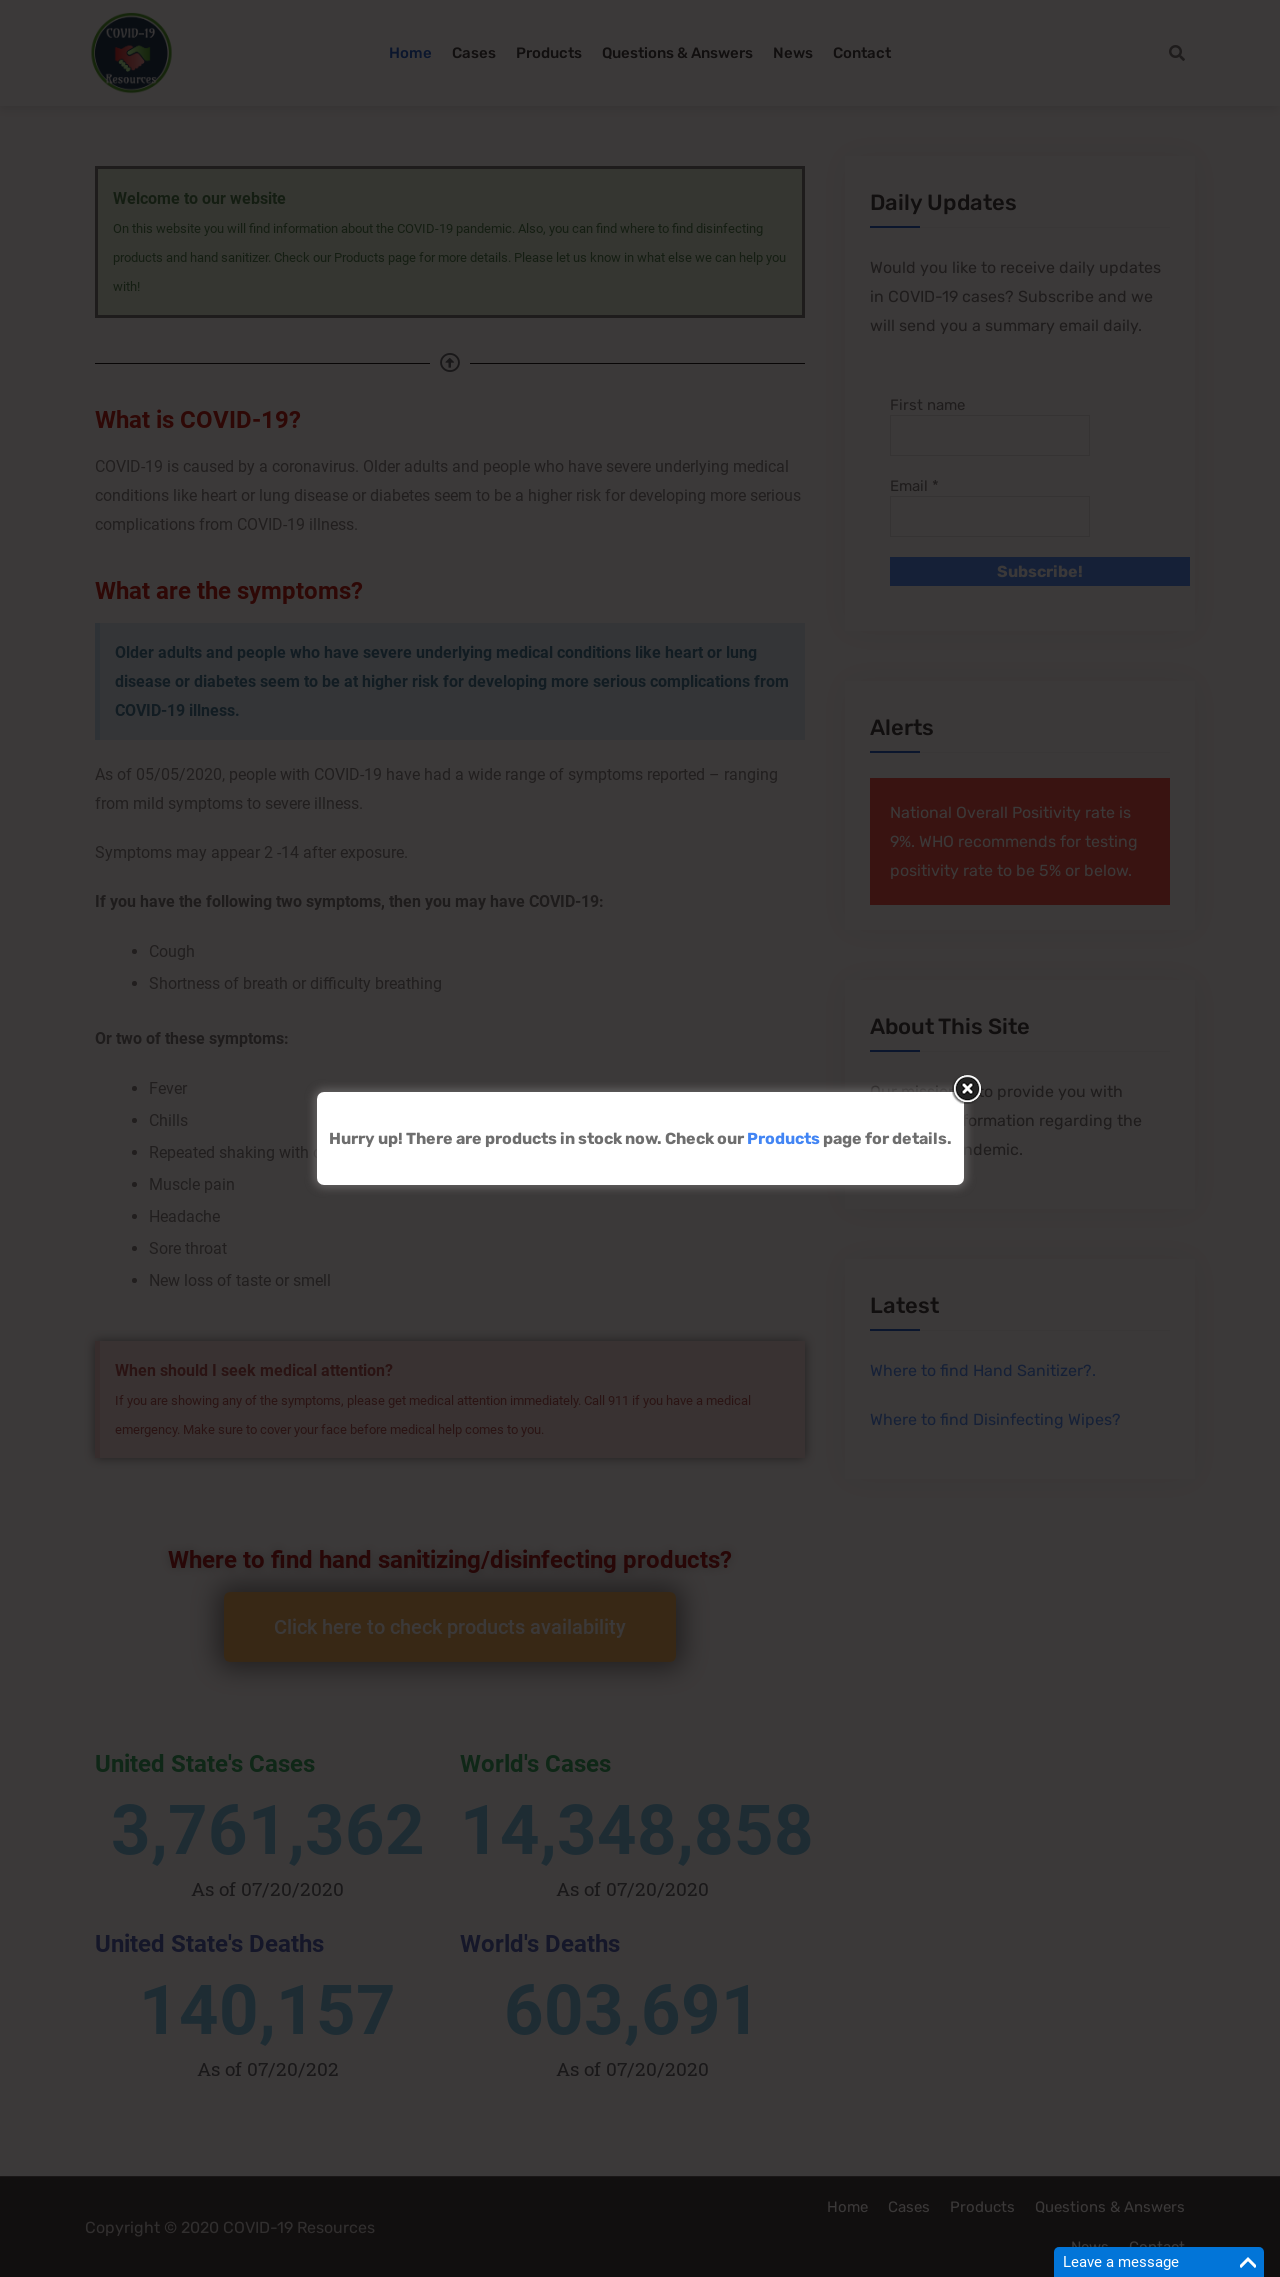 COVID-19
Resources
Home Cases Products Questions & Answers News Contact
Welcome to our website
On this website you will find information about the COVID-19 pandemic. Also, you can find where to find disinfecting
products and hand sanitizer. Check our Products page for more details. Please let us know in what else we can help you
with!
What is COVID-19?
COVID-19 is caused by a coronavirus. Older adults and people who have severe underlying medical
conditions like heart or lung disease or diabetes seem to be a higher risk for developing more serious
complications from COVID-19 illness.
What are the symptoms?
Older adults and people who have severe underlying medical conditions like heart or lung
disease or diabetes seem to be at higher risk for developing more serious complications from
COVID-19 illness.
As of 05/05/2020, people with COVID-19 have had a wide range of symptoms reported – ranging
from mild symptoms to severe illness.
Symptoms may appear 2 -14 after exposure.
If you have the following two symptoms, then you may have COVID-19:
Cough
Shortness of breath or difficulty breathing
Or two of these symptoms:
Fever
Chills
Repeated shaking with
Muscle pain
Headache
Sore throat
New loss of taste or smell
When should I seek medical attention?
If you are showing any of the symptoms, please get medical attention immediately. Call 911 if you have a medical
emergency. Make sure to cover your face before medical help comes to you.
Where to find hand sanitizing/disinfecting products?
Click here to check products availability
United State's Cases
3,761,362
As of 07/20/2020
World's Cases
14,348,858
As of 07/20/2020
United State's Deaths
140,157
As of 07/20/202
World's Deaths
603,691
As of 07/20/2020
Daily Updates
Would you like to receive daily updates
in COVID-19 cases? Subscribe and we
will send you a summary email daily.
First name
Email *
Subscribe!
Alerts
National Overall Positivity rate is
9%. WHO recommends for testing
positivity rate to be 5% or below.
About This Site
to provide you with
regarding the
Hurry up! There are products in stock now. Check our Products page for details.
Latest
Where to find Hand Sanitizer?.
Where to find Disinfecting Wipes?
Copyright © 2020 COVID-19 Resources
Home Cases Products Questions & Answers
News Contact
Leave a message